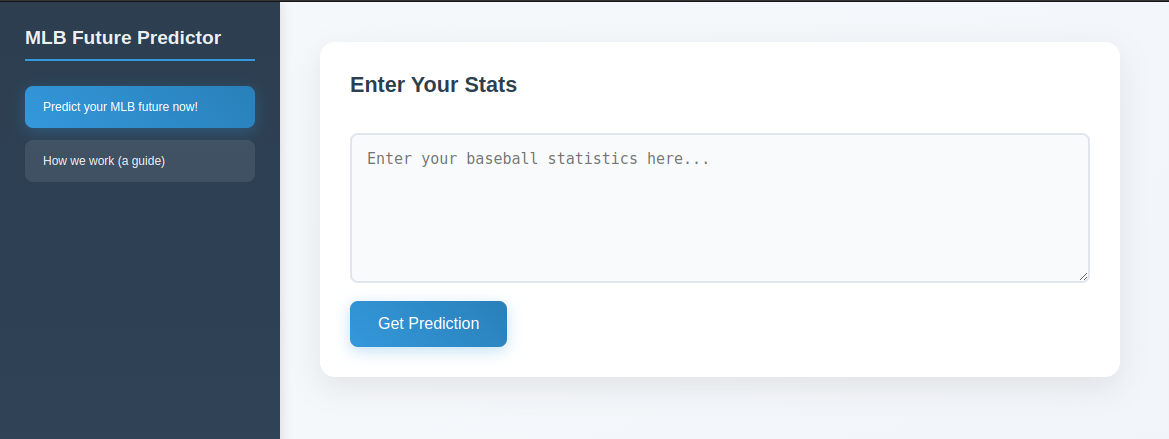 MLB Future Predictor
Predict your MLB future now!
How we work (a guide)
Enter Your Stats
Enter your baseball statistics here...
Get Prediction